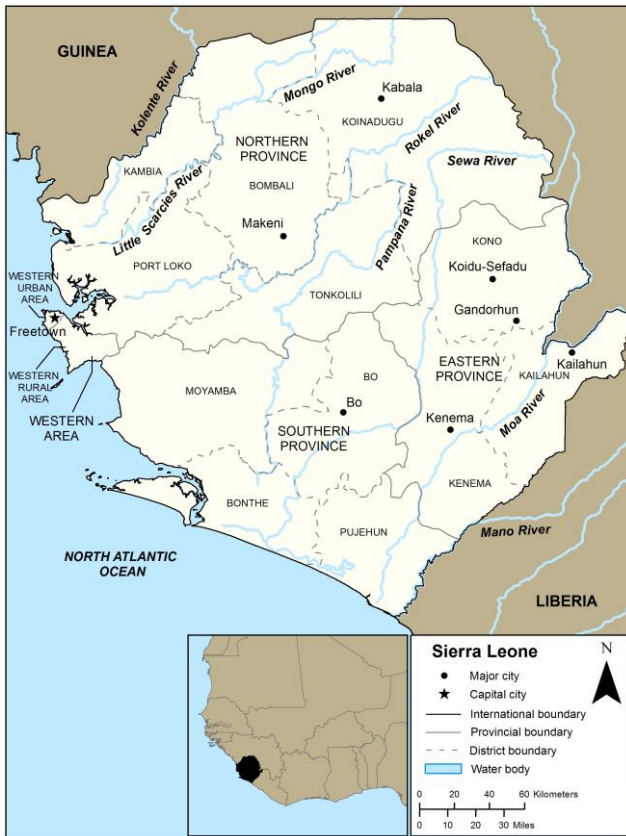 GUINEA
Kolente River
Mongo River
Kabala
KOINADUGU
Rokel River
NORTHERN
PROVINCE
Sewa River
KAMBIA
BOMBALI
Little Scarcies River
Makeni
Pampana River
KONO
PORT LOKO
Koidu-Sefadu
WESTERN
URBAN
AREA
TONKOLILI
Gandorhun
Freetown
EASTERN
PROVINCE
Kailahun
KAILAHUN
WESTERN
RURAL
AREA
MOYAMBA
BO
Bo
WESTERN
AREA
SOUTHERN
PROVINCE
Kenema
Moa River
KENEMA
BONTHE
PUJEHUN
Mano River
NORTH ATLANTIC
OCEAN
LIBERIA
Sierra Leone
N
Major city
Capital city
International boundary
Provincial boundary
District boundary
Water body
0 20 40 60 Kilometers
0 10 20 30 Miles